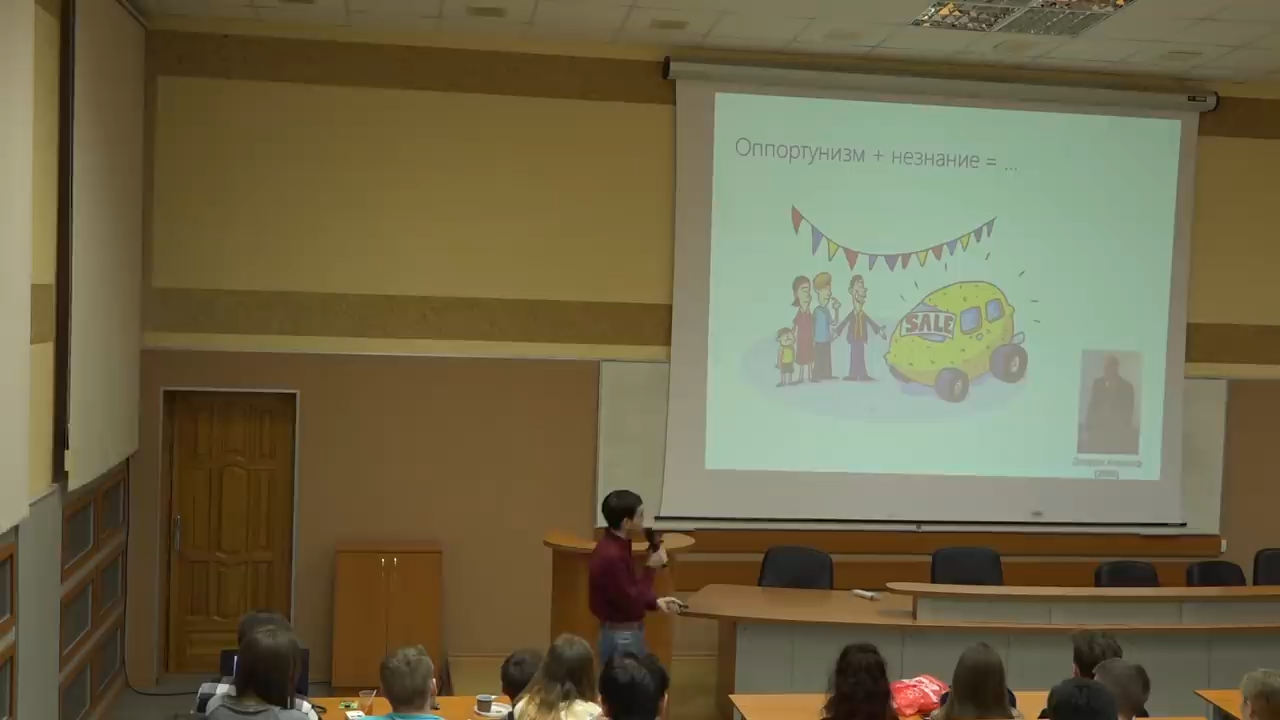 Оппортунизм + незнание = ...
SALE